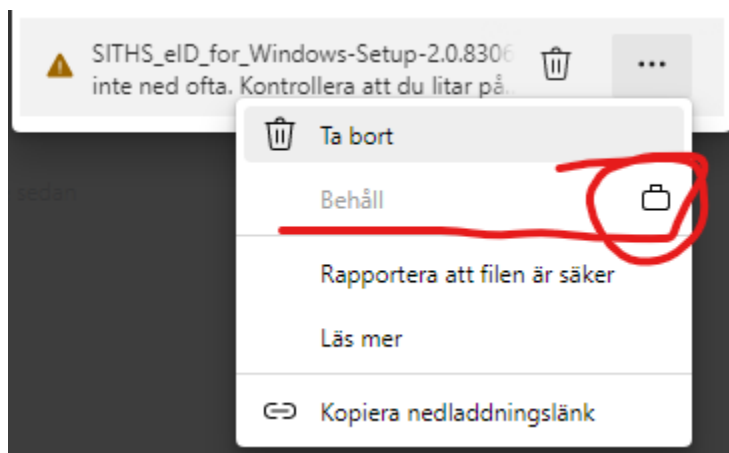 SITHS_eID_for_Windows-Setup-2.0.8306
inte ned ofta. Kontrollera att du litar på...
Ta bort
sedan
Behåll
Rapportera att filen är säker
Läs mer
Kopiera nedladdningslänk